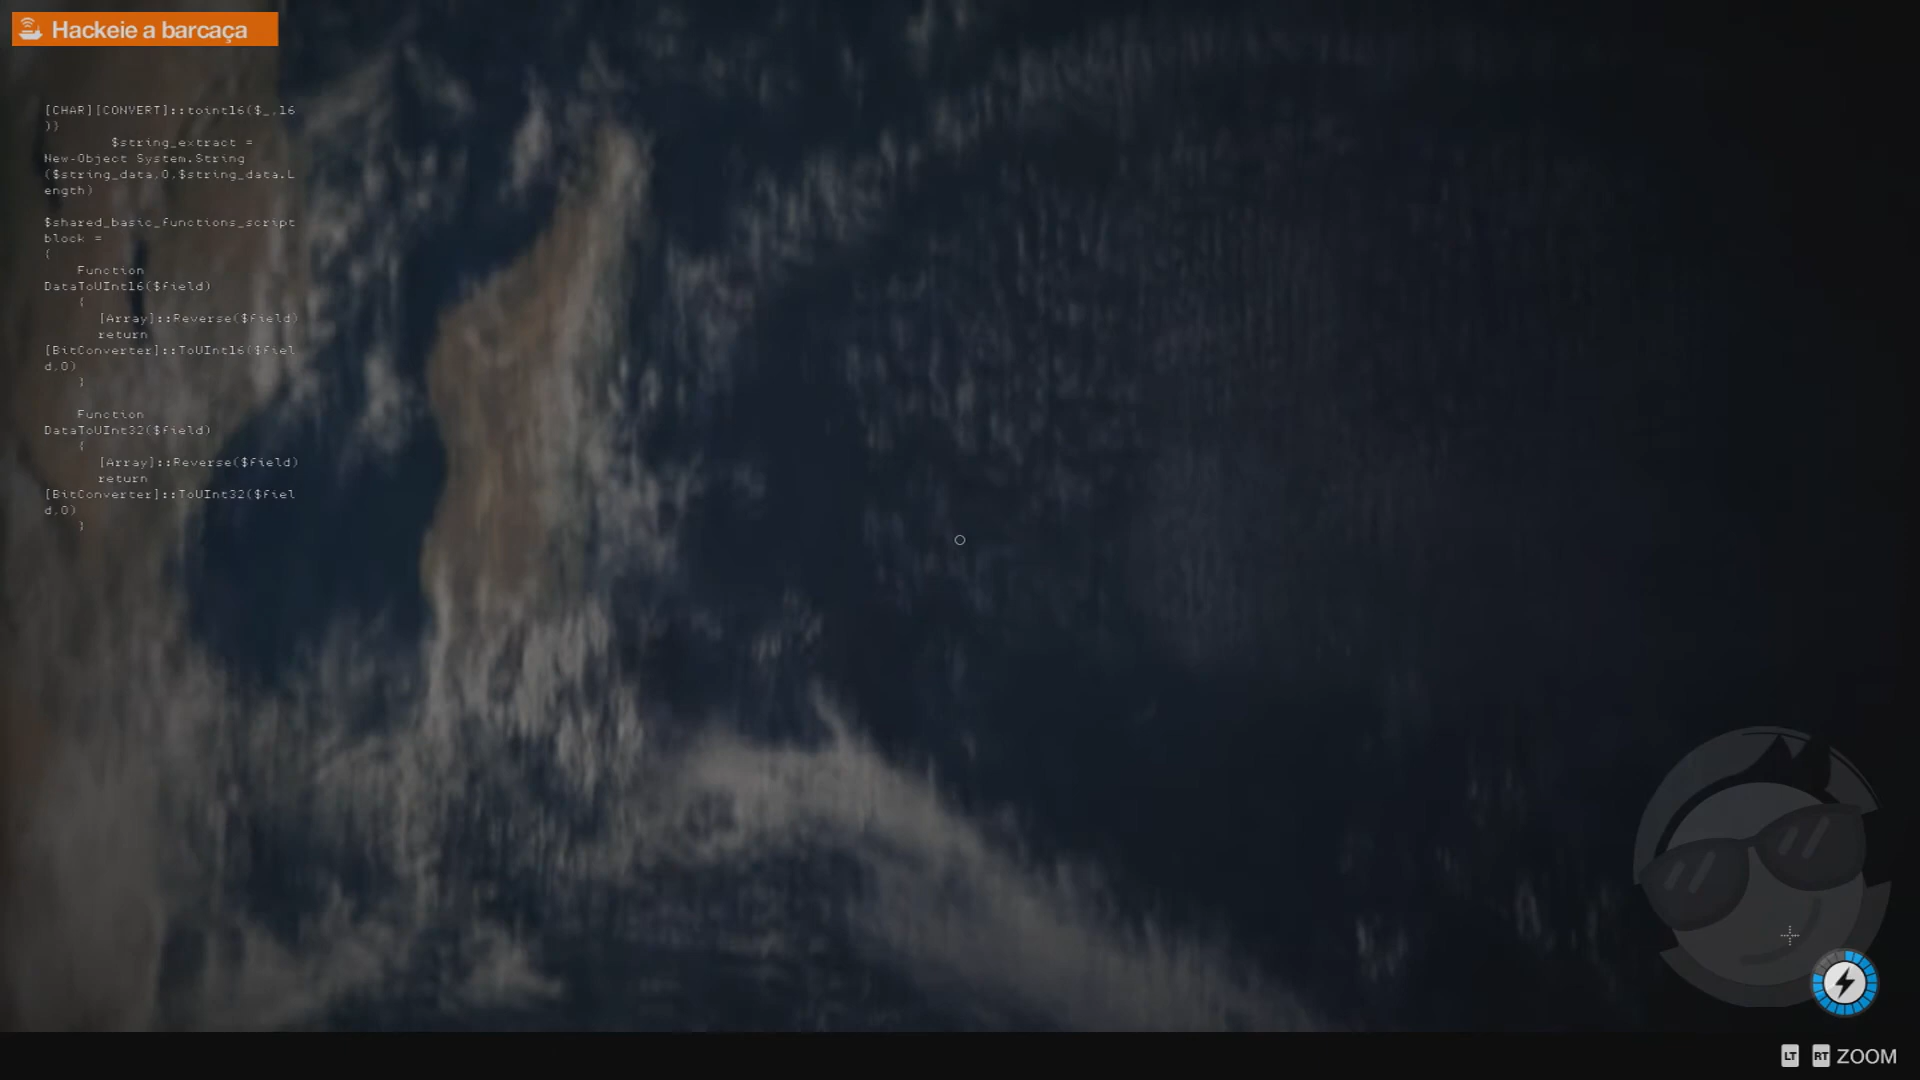 Hackeie a barcaça
[CHAR][CONVERT]::toint16($_,16
))
$string_extract =
New-Object System.String
($string_data,0,$string_data.L
ength)
$shared_basic_functions_script
block =
{
Function
DataToUInt16($field)
{
[Array]::Reverse($field)
return
[BitConverter]::ToUInt16($fiel
d,0)
}
Function
DataToUInt32($field)
{
[Array]::Reverse($field)
return
[BitConverter]::ToUInt32($fiel
d,0)
}
LT RT ZOOM